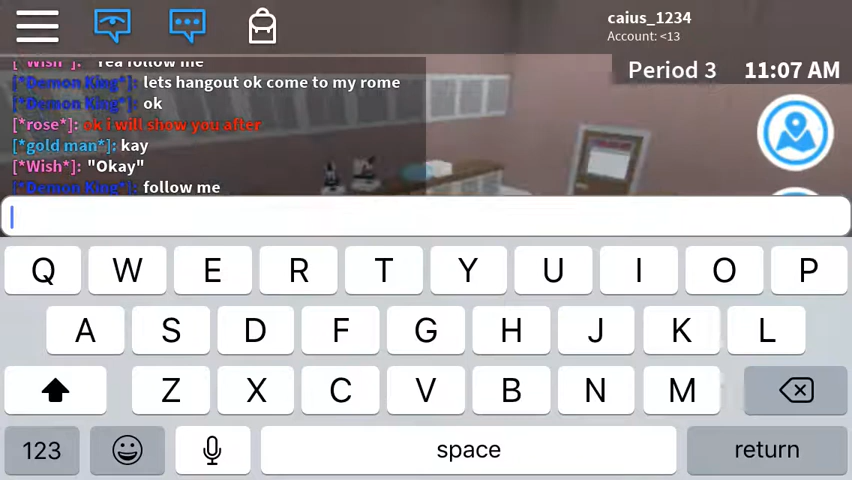 caius_1234
Account: <13
Period 3 11:07 AM
[*Wish*]: "Yea follow me
[*Demon King*]: lets hangout ok come to my rome
[*Demon King*]: ok
[*rose*]: ok i will show you after
[*gold man*]: kay
[*Wish*]: "Okay"
[*Demon King*]: follow me
Q W E R T Y U I O P
A S D F G H J K L
Z X C V B N M
123 space return